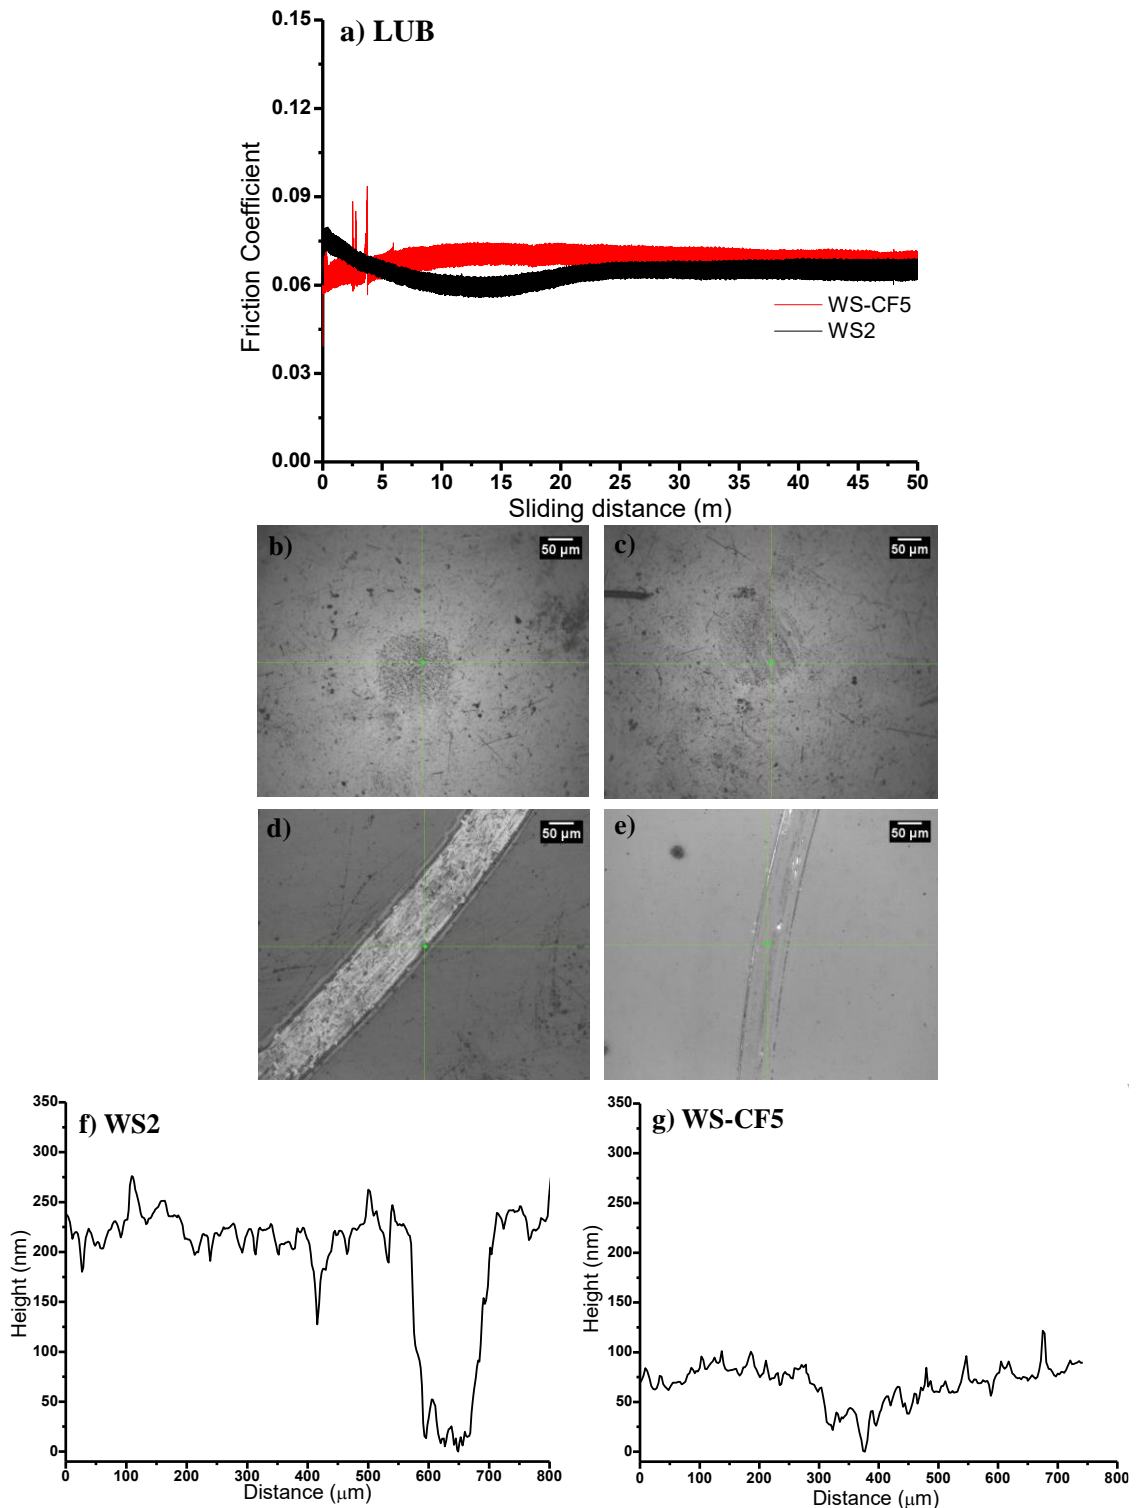 a) LUB
Friction Coefficient
0.15
0.12
0.09
0.06
0.03
0.00
WS-CF5
WS2
0 5 10 15 20 25 30 35 40 45 50
Sliding distance (m)
b)
50 µm
c)
50 µm
d)
50 µm
e)
50 µm
f) WS2
Height (nm)
350
300
250
200
150
100
50
0
0 100 200 300 400 500 600 700 800
Distance (µm)
g) WS-CF5
Height (nm)
350
300
250
200
150
100
50
0
0 100 200 300 400 500 600 700 800
Distance (µm)